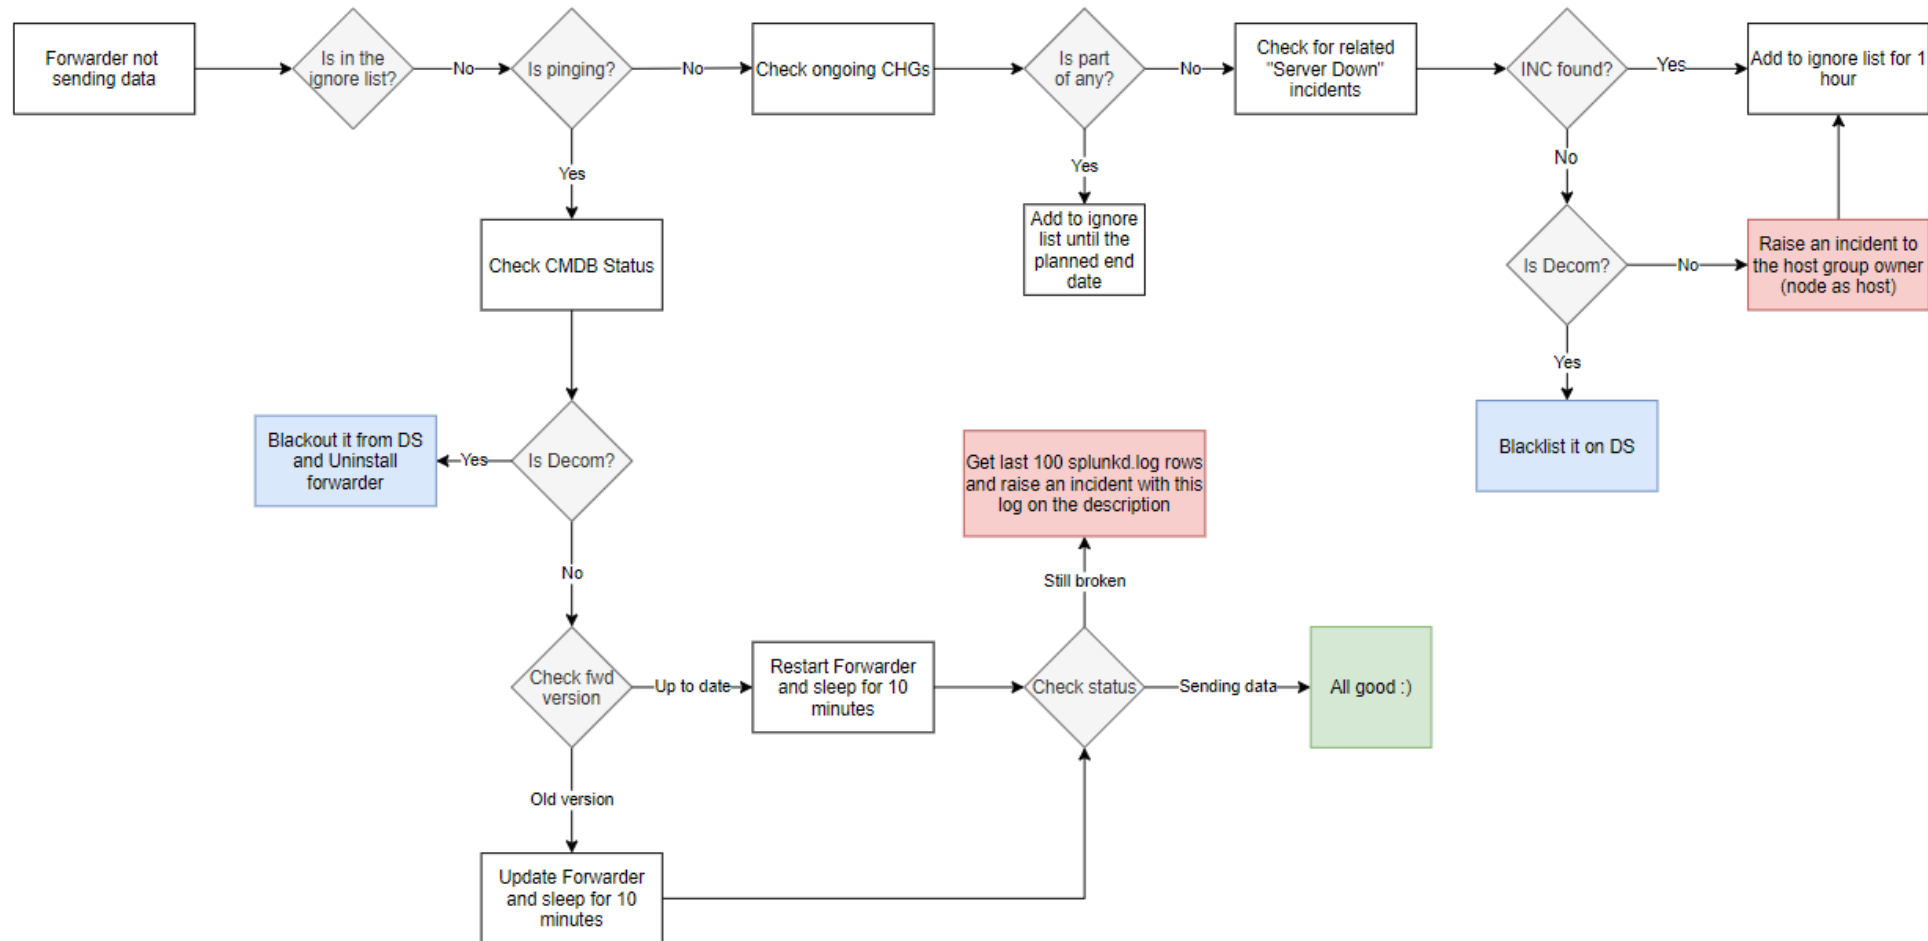 Forwarder not
sending data
Is in the
ignore list?
No
Is pinging?
No
Check ongoing CHGs
Is part
of any?
No
Check for related
"Server Down"
incidents
INC found?
Yes
Add to ignore list for 1
hour
Yes
Yes
No
Check CMDB Status
Add to ignore
list until the
planned end
date
Is Decom?
No
Raise an incident to
the host group owner
(node as host)
Yes
Blackout it from DS
and Uninstall
forwarder
Yes
Is Decom?
Get last 100 splunkd.log rows
and raise an incident with this
log on the description
Blacklist it on DS
No
Still broken
Check fwd
version
Up to date
Restart Forwarder
and sleep for 10
minutes
Check status
Sending data
All good :)
Old version
Update Forwarder
and sleep for 10
minutes